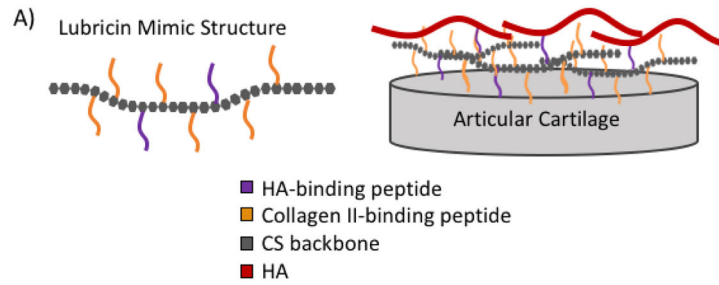 A)
Lubricin Mimic Structure
Articular Cartilage
HA-binding peptide
Collagen II-binding peptide
CS backbone
HA